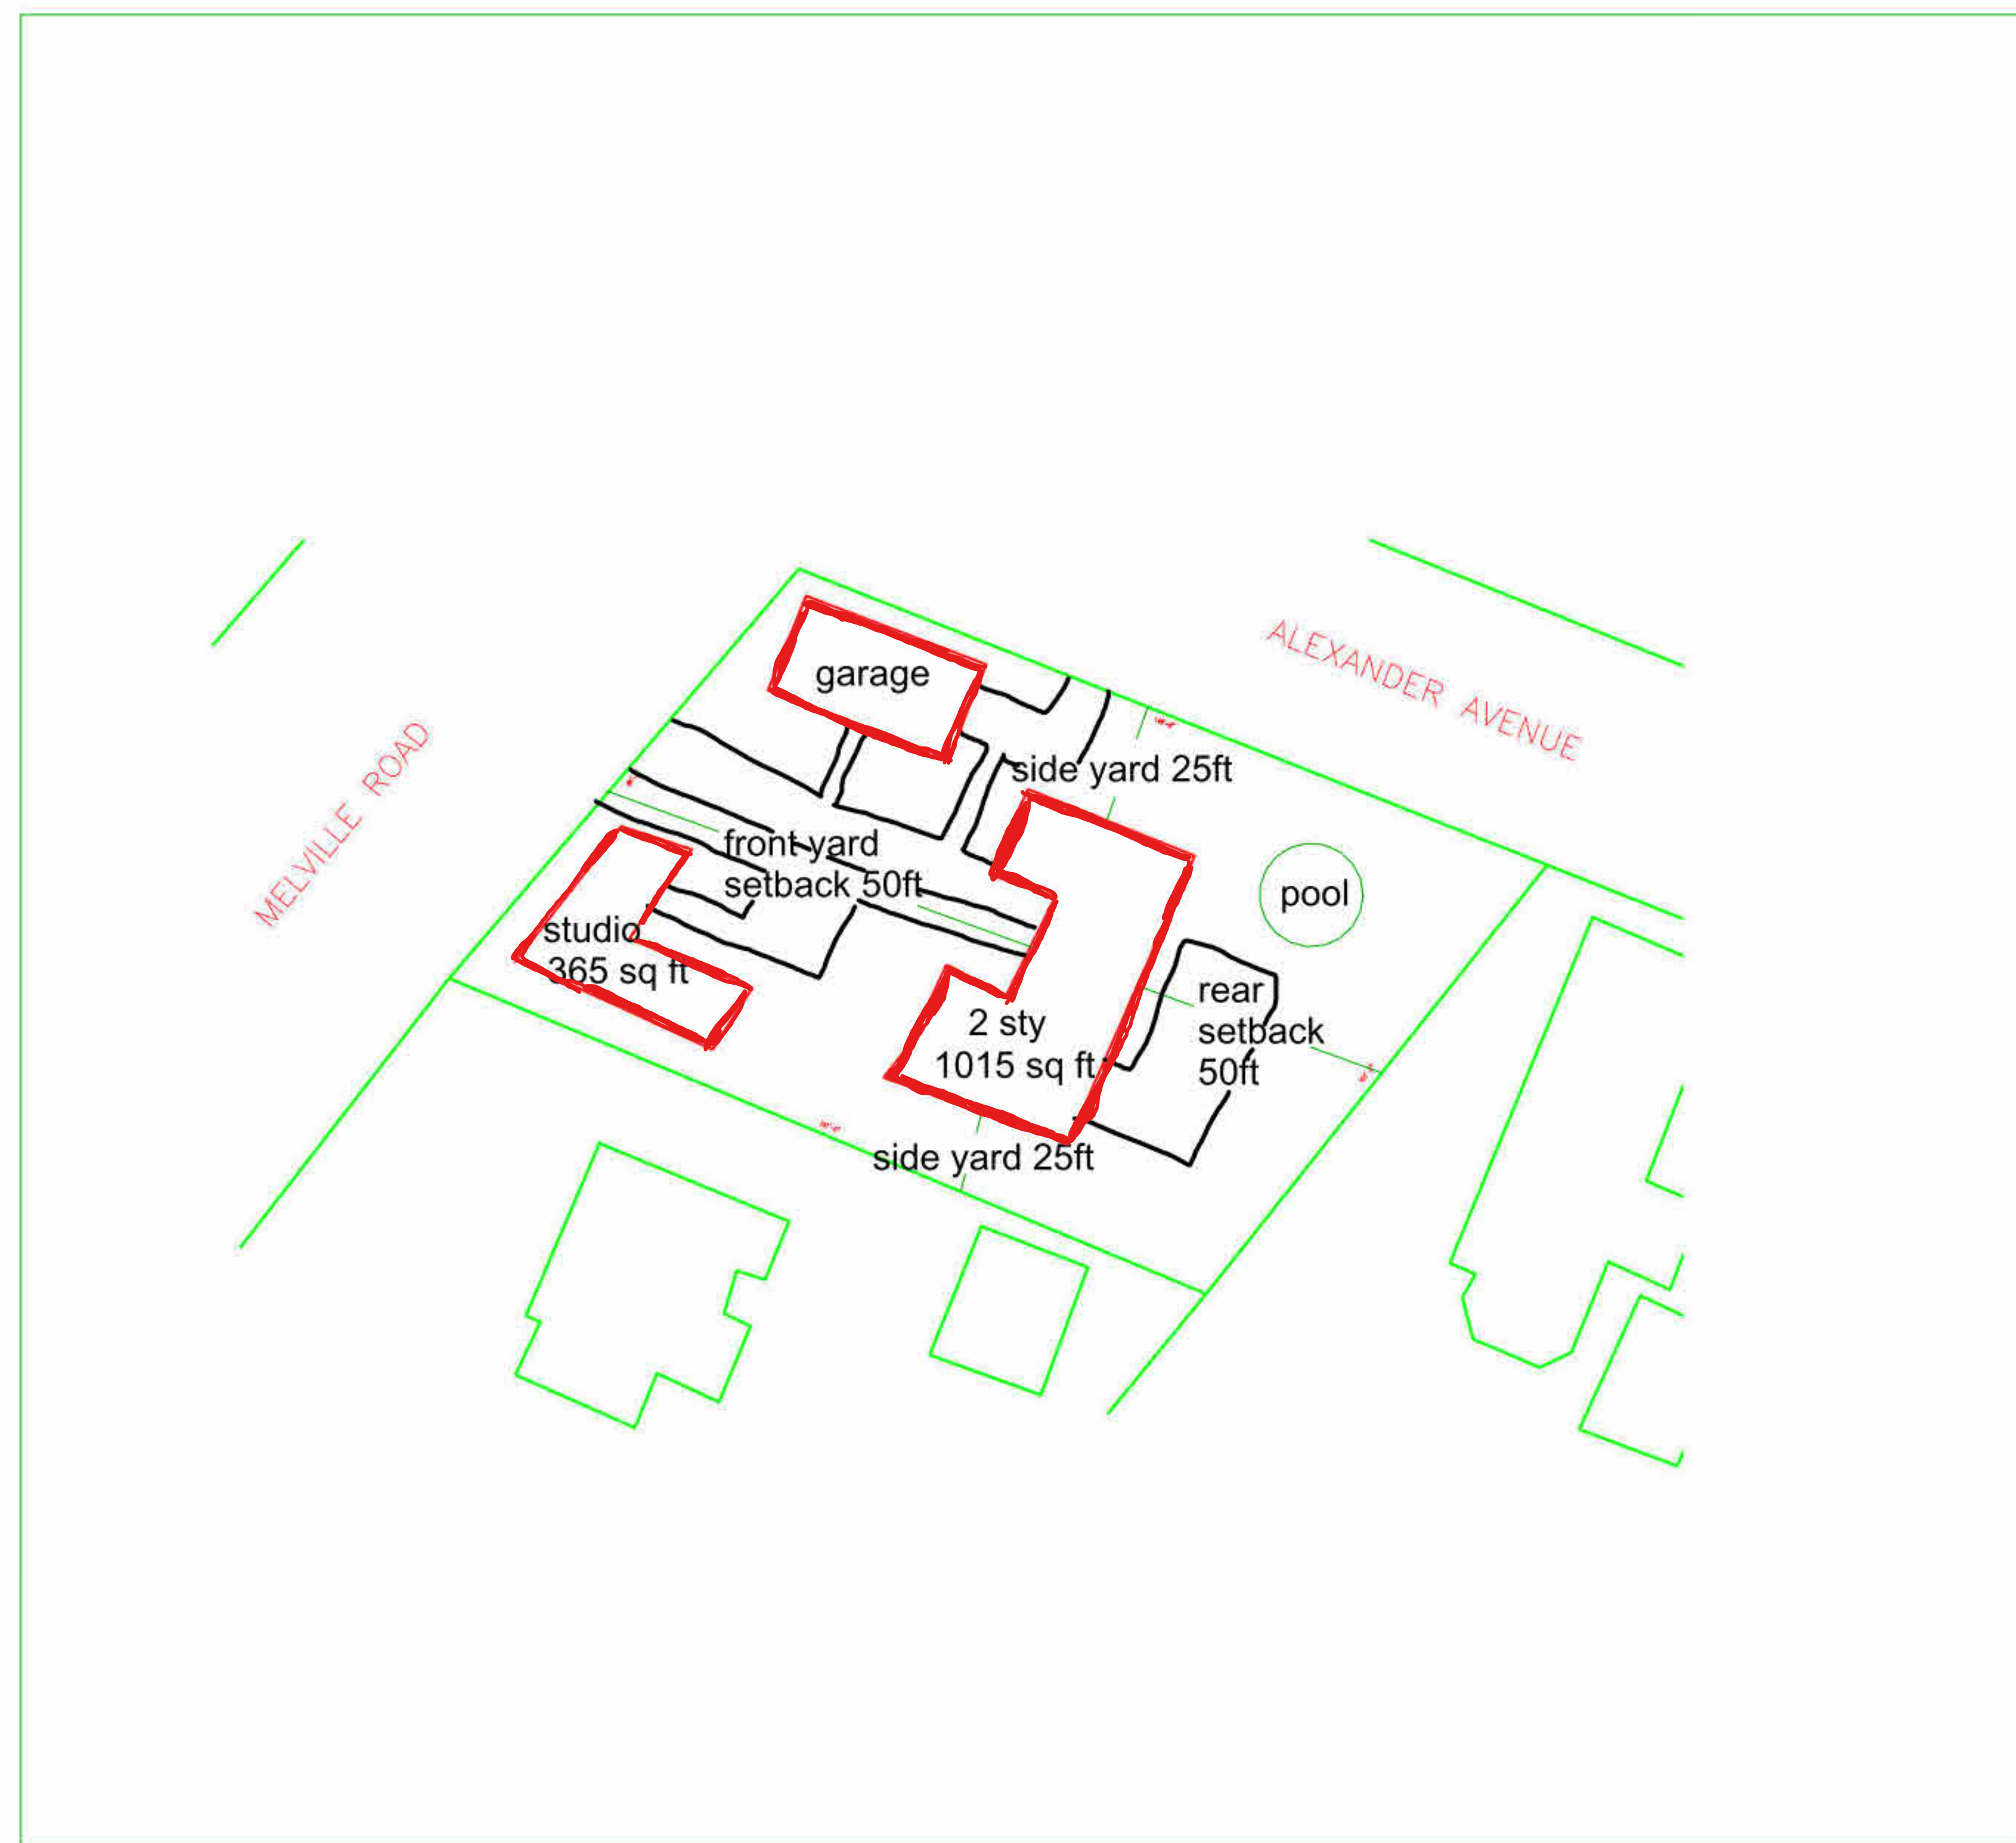 ALEXANDER AVENUE
garage
MELVILLE ROAD
side yard 25ft
front yard
setback 50ft
pool
studio
365 sq ft
rear
setback
50ft
2 sty
1015 sq ft
side yard 25ft